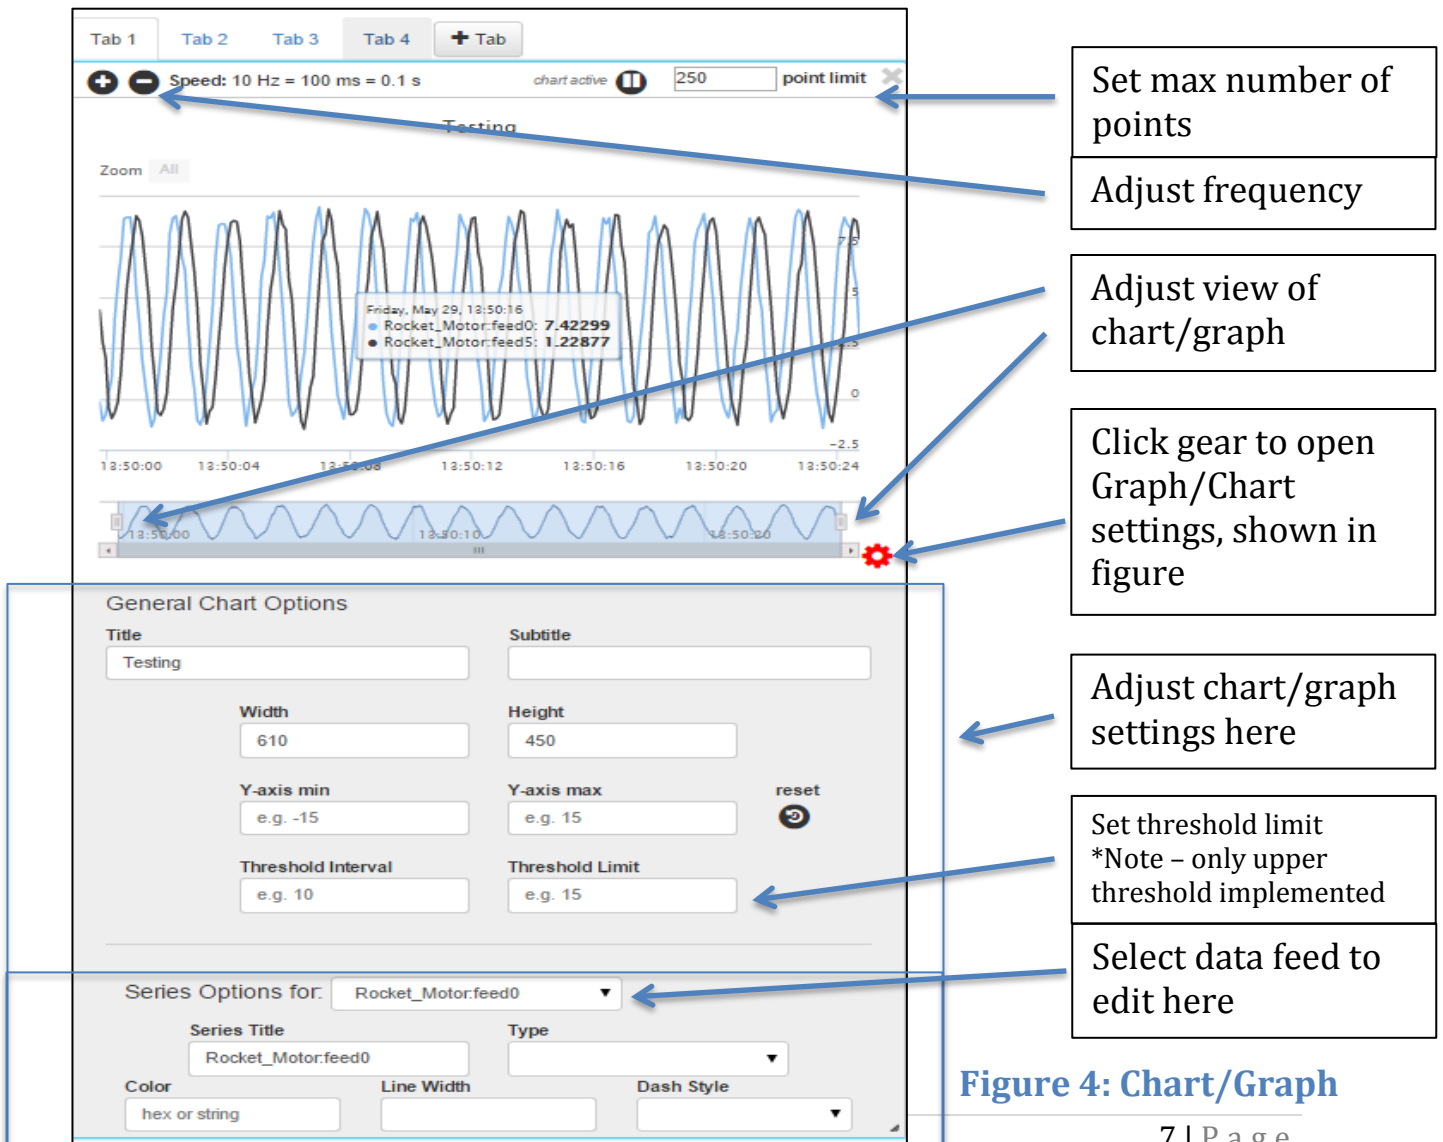 Tab 1 Tab 2 Tab 3 Tab 4 + Tab
Speed: 10 Hz = 100 ms = 0.1 s chart active 250 point limit
Testing
Zoom All
7.5
5
2.5
0
-2.5
Friday, May 29, 13:50:16
Rocket_Motor:feed0: 7.42299
Rocket_Motor:feed5: 1.22877
13:50:00 13:50:04 13:50:08 13:50:12 13:50:16 13:50:20 13:50:24
13:50:00 13:50:10 13:50:20
General Chart Options
Title Subtitle
Testing
Width Height
610 450
Y-axis min Y-axis max reset
e.g. -15 e.g. 15
Threshold Interval Threshold Limit
e.g. 10 e.g. 15
Series Options for: Rocket_Motor:feed0
Series Title Type
Rocket_Motor:feed0
Color Line Width Dash Style
hex or string
Set max number of
points
Adjust frequency
Adjust view of
chart/graph
Click gear to open
Graph/Chart
settings, shown in
figure
Adjust chart/graph
settings here
Set threshold limit
*Note – only upper
threshold implemented
Select data feed to
edit here
Figure 4: Chart/Graph
7 | P a g e